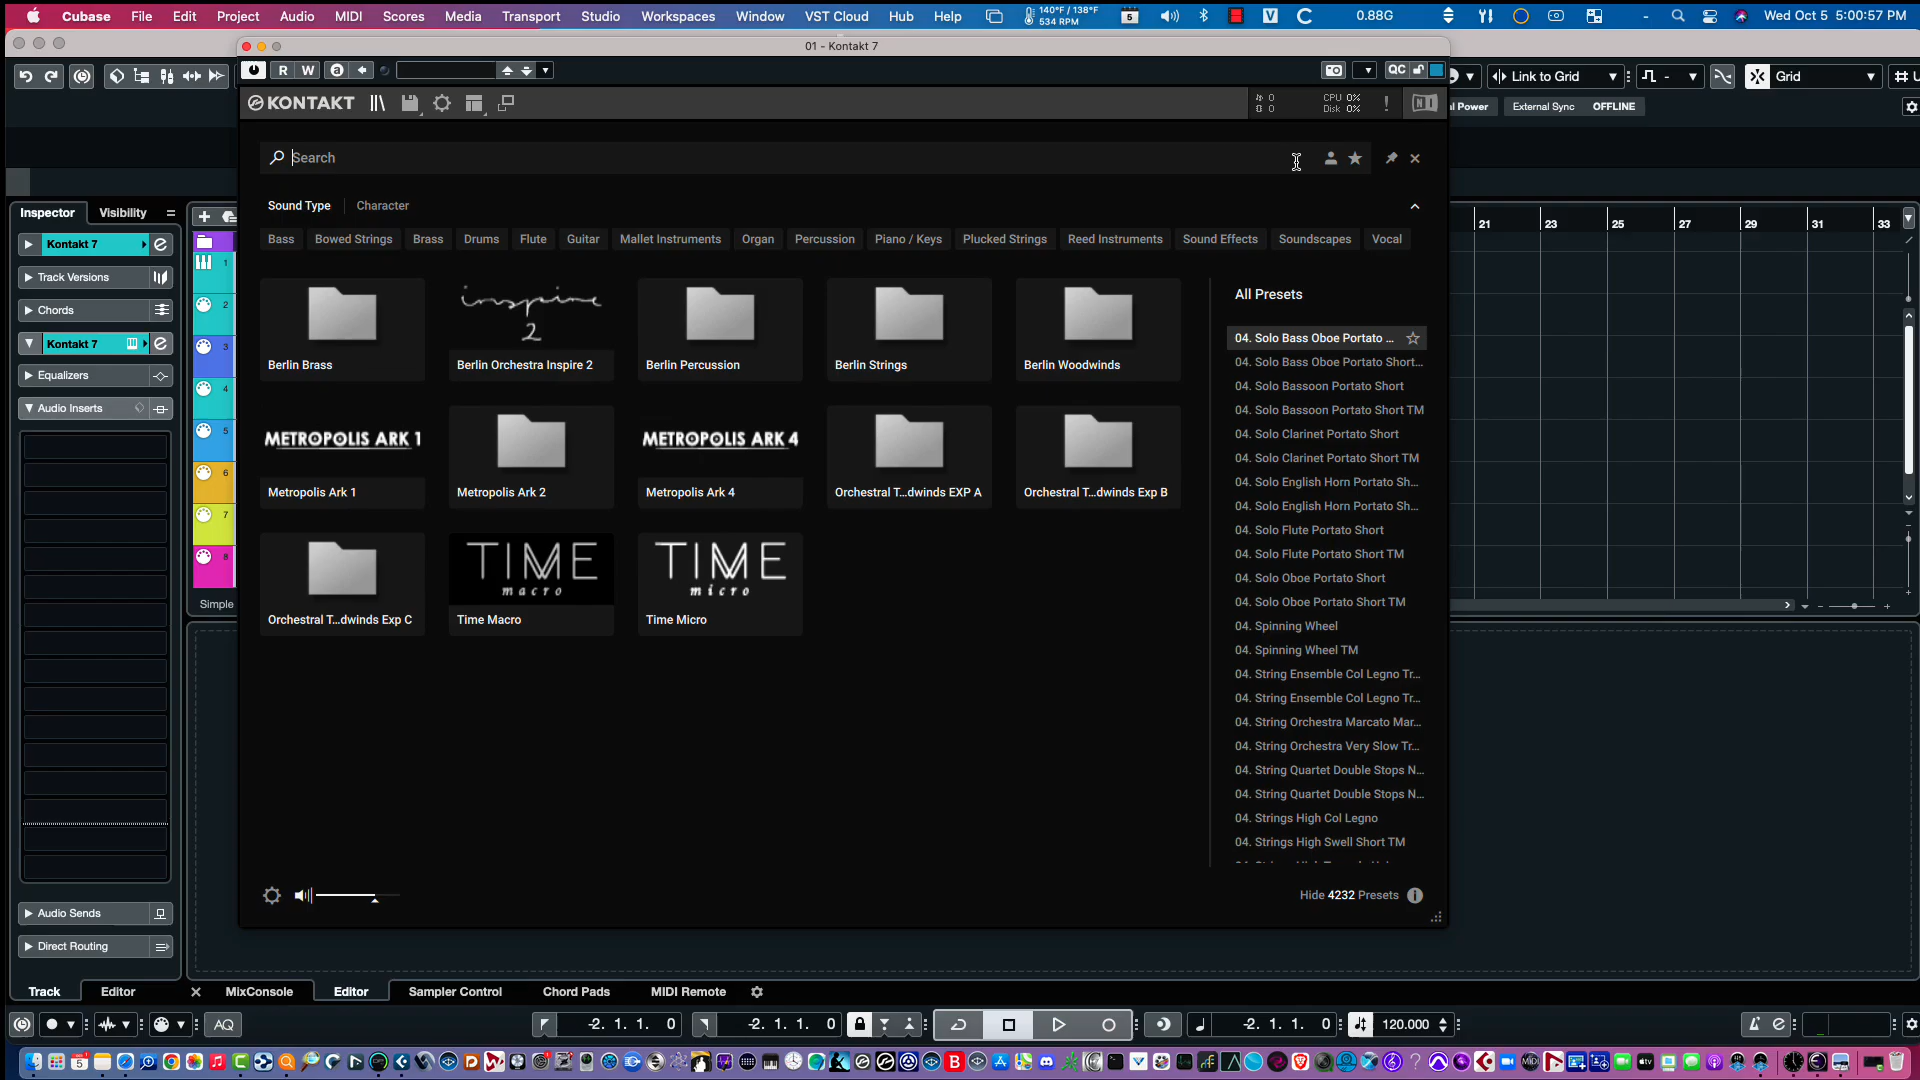 Cubase File Edit Project Audio MIDI Scores Media Transport Studio Workspaces Window VST Cloud Hub Help 140°F / 138°F 534 RPM 5 0.88G Wed Oct 5 5:00:57 PM
01 - Kontakt 7
R W a QC
Link to Grid Grid
KONTAKT 0 0 CPU 0% Disk 0% ! NI
l Power External Sync OFFLINE
Search
Sound Type Character
Inspector Visibility
21 23 25 27 29 31 33
Bass Bowed Strings Brass Drums Flute Guitar Mallet Instruments Organ Percussion Piano / Keys Plucked Strings Reed Instruments Sound Effects Soundscapes Vocal
Kontakt 7
Track Versions
Chords
Kontakt 7
Equalizers
Audio Inserts
1
2
3
4
5
6
7
8
Simple
inspire
2
Berlin Brass Berlin Orchestra Inspire 2 Berlin Percussion Berlin Strings Berlin Woodwinds
METROPOLIS ARK 1 METROPOLIS ARK 4
Metropolis Ark 1 Metropolis Ark 2 Metropolis Ark 4 Orchestral T...dwinds EXP A Orchestral T...dwinds Exp B
TIME macro TIME micro
Orchestral T...dwinds Exp C Time Macro Time Micro
All Presets
04. Solo Bass Oboe Portato ...
04. Solo Bass Oboe Portato Short...
04. Solo Bassoon Portato Short
04. Solo Bassoon Portato Short TM
04. Solo Clarinet Portato Short
04. Solo Clarinet Portato Short TM
04. Solo English Horn Portato Sh...
04. Solo English Horn Portato Sh...
04. Solo Flute Portato Short
04. Solo Flute Portato Short TM
04. Solo Oboe Portato Short
04. Solo Oboe Portato Short TM
04. Spinning Wheel
04. Spinning Wheel TM
04. String Ensemble Col Legno Tr...
04. String Ensemble Col Legno Tr...
04. String Orchestra Marcato Mar...
04. String Orchestra Very Slow Tr...
04. String Quartet Double Stops N...
04. String Quartet Double Stops N...
04. Strings High Col Legno
04. Strings High Swell Short TM
Hide 4232 Presets
Audio Sends
Direct Routing
Track Editor MixConsole Editor Sampler Control Chord Pads MIDI Remote
AQ -2. 1. 1. 0 -2. 1. 1. 0 -2. 1. 1. 0 120.000